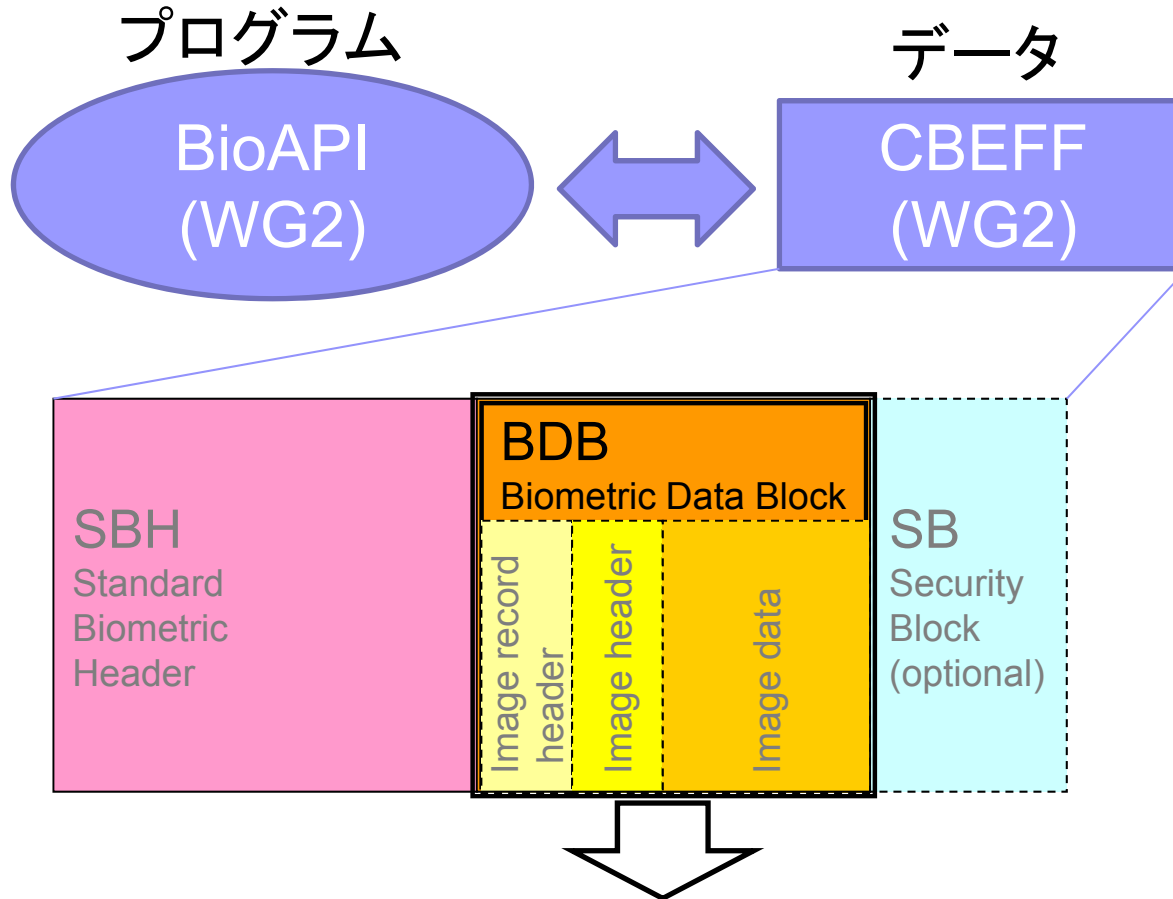 プログラム
データ
BioAPI
(WG2)
CBEFF
(WG2)
SBH
Standard
Biometric
Header
BDB
Biometric Data Block
Image record
header
Image header
Image data
SB
Security
Block
(optional)